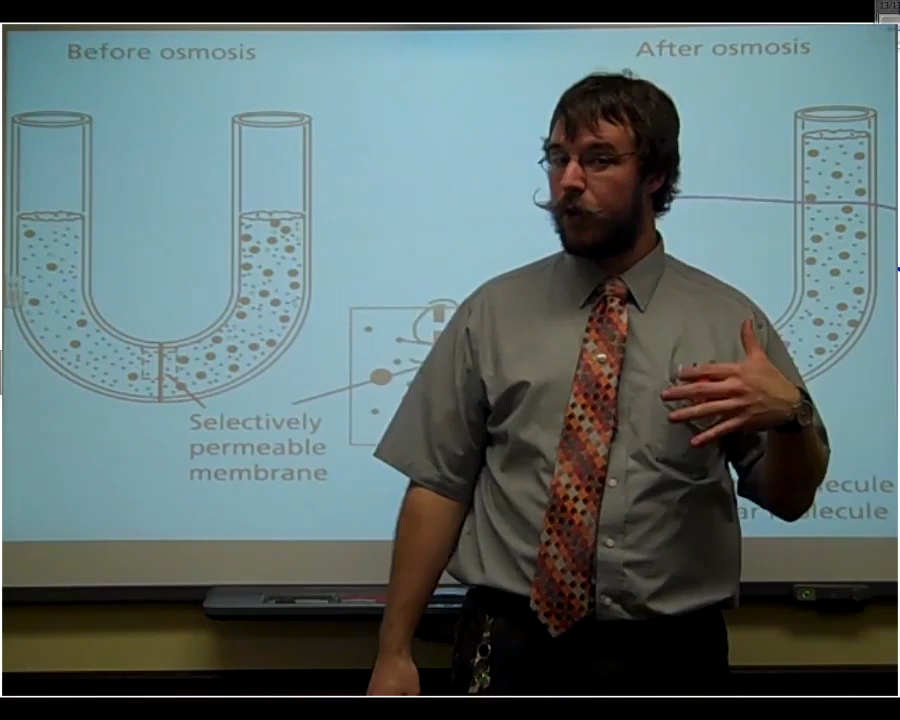 Before osmosis
After osmosis
Selectively
permeable
membrane